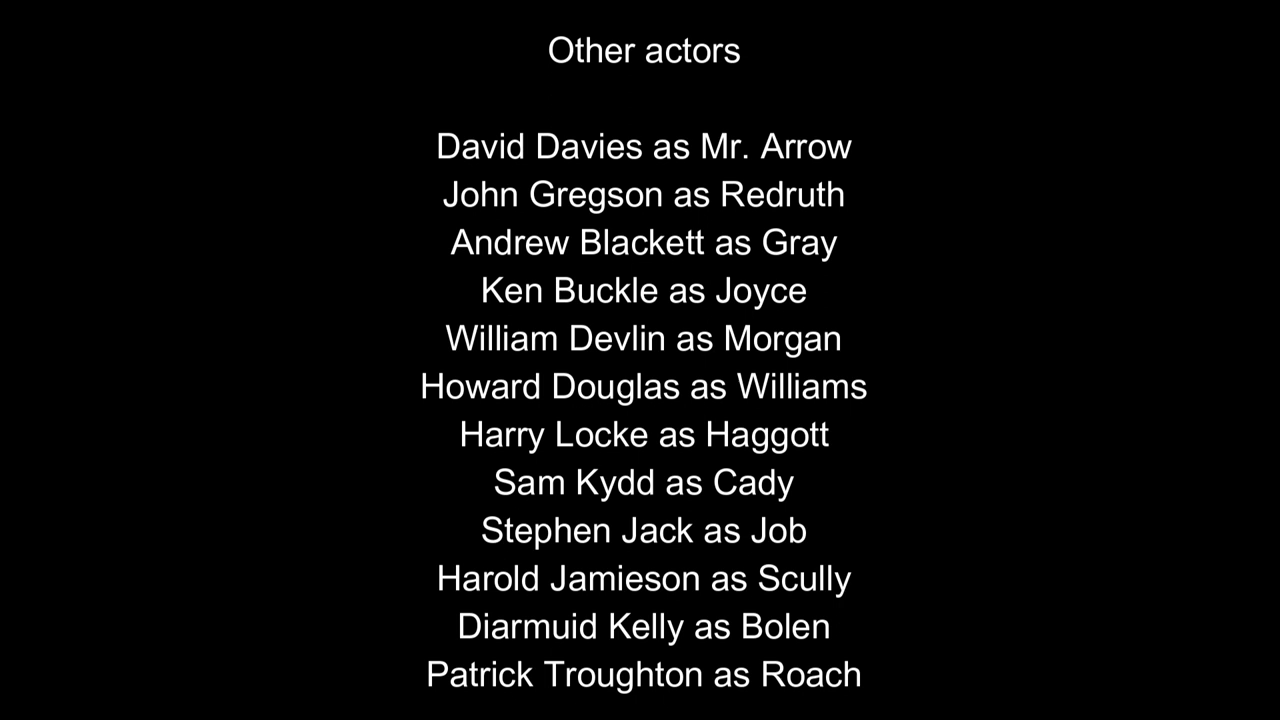 Other actors
David Davies as Mr. Arrow
John Gregson as Redruth
Andrew Blackett as Gray
Ken Buckle as Joyce
William Devlin as Morgan
Howard Douglas as Williams
Harry Locke as Haggott
Sam Kydd as Cady
Stephen Jack as Job
Harold Jamieson as Scully
Diarmuid Kelly as Bolen
Patrick Troughton as Roach